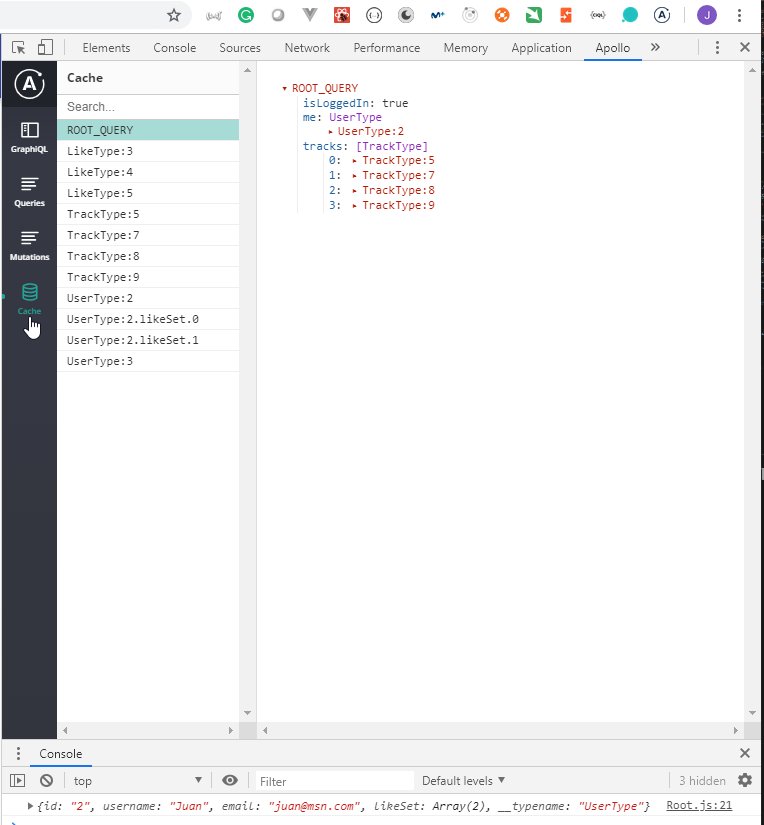 J
Elements Console Sources Network Performance Memory Application Apollo »
Cache
Search...
ROOT_QUERY
LikeType:3
LikeType:4
LikeType:5
TrackType:5
TrackType:7
TrackType:8
TrackType:9
UserType:2
UserType:2.likeSet.0
UserType:2.likeSet.1
UserType:3
GraphiQL
Queries
Mutations
Cache
ROOT_QUERY
isLoggedIn: true
me: UserType
UserType:2
tracks: [TrackType]
0: TrackType:5
1: TrackType:7
2: TrackType:8
3: TrackType:9
Console
top Filter Default levels 3 hidden
{id: "2", username: "Juan", email: "juan@msn.com", likeSet: Array(2), __typename: "UserType"} Root.js:21